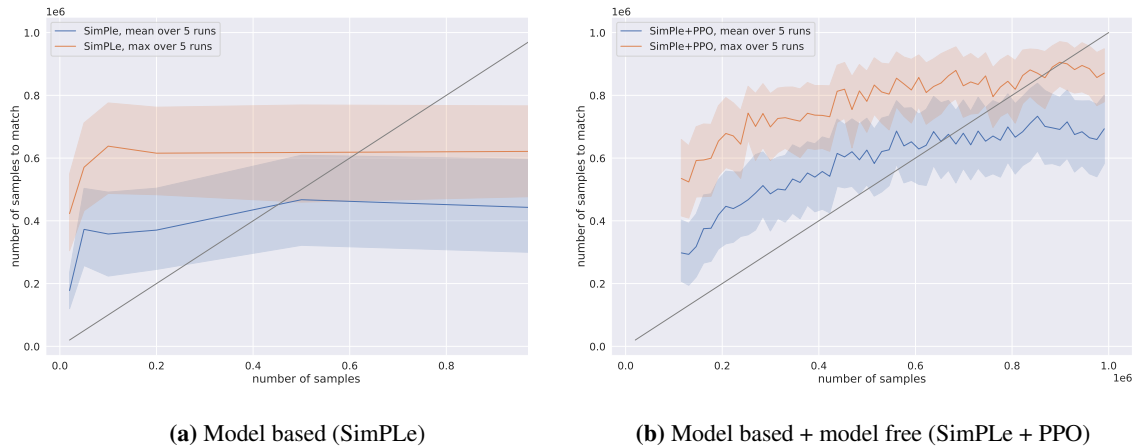 1e6
SimPle, mean over 5 runs
SimPLe, max over 5 runs
1.0
0.8
0.6
0.4
0.2
0.0
number of samples to match
0.0
0.2
0.4
0.6
0.8
number of samples
(a) Model based (SimPLe)
1e6
SimPle+PPO, mean over 5 runs
SimPLe+PPO, max over 5 runs
1.0
0.8
0.6
0.4
0.2
0.0
number of samples to match
0.0
0.2
0.4
0.6
0.8
1.0
1e6
number of samples
(b) Model based + model free (SimPLe + PPO)